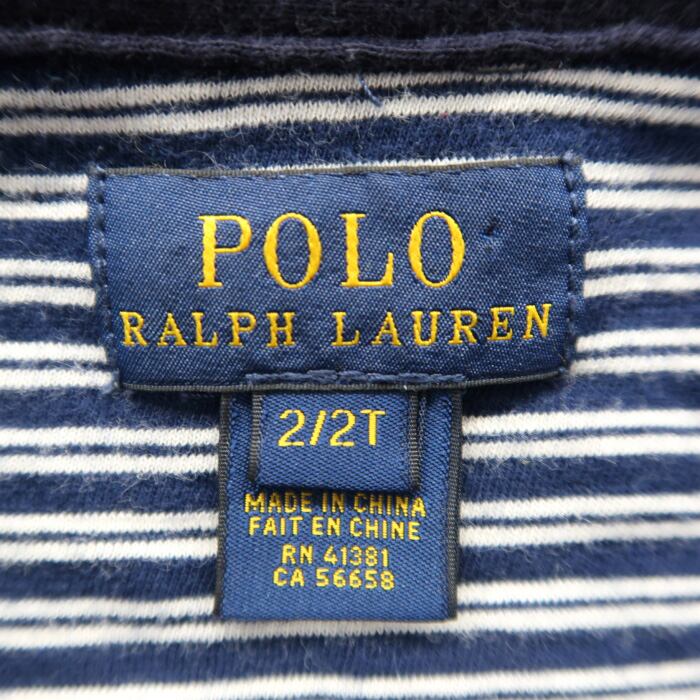 POLO
RALPH LAUREN
2/2T
MADE IN CHINA
FAIT EN CHINE
RN 41381
CA 56658